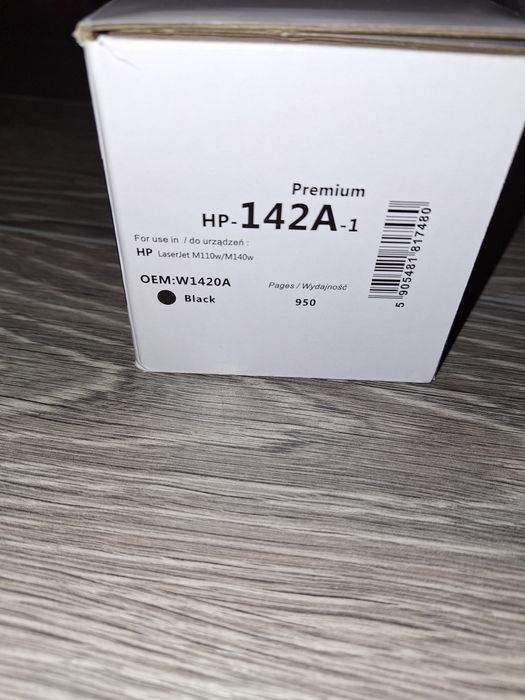 Premium
HP-142A-1
For use in / do urządzeń :
HP LaserJet M110w/M140w
OEM:W1420A
Black
Pages / Wydajność
950
5 905481 817480